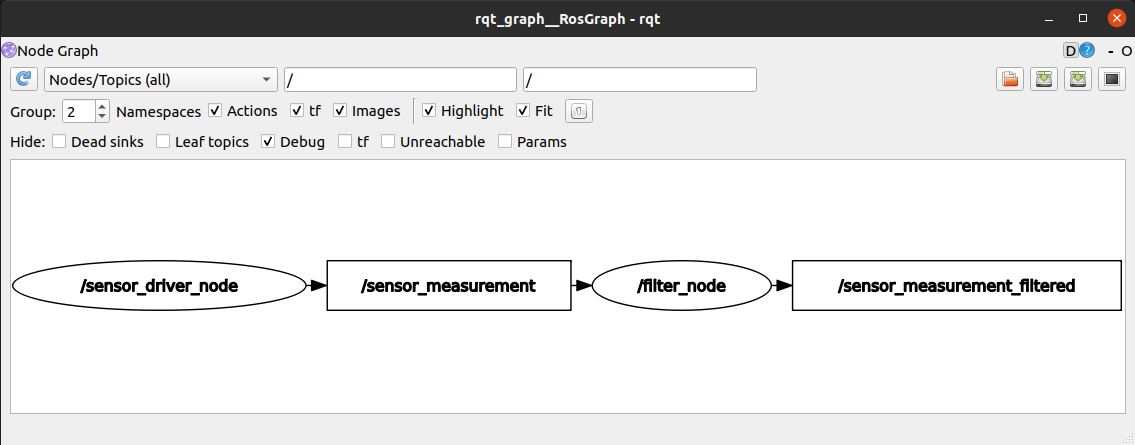 rqt_graph__RosGraph - rqt
Node Graph D ? - O
Nodes/Topics (all) / /
Group: 2 Namespaces Actions tf Images Highlight Fit
Hide: Dead sinks Leaf topics Debug tf Unreachable Params
/sensor_driver_node /sensor_measurement /filter_node /sensor_measurement_filtered